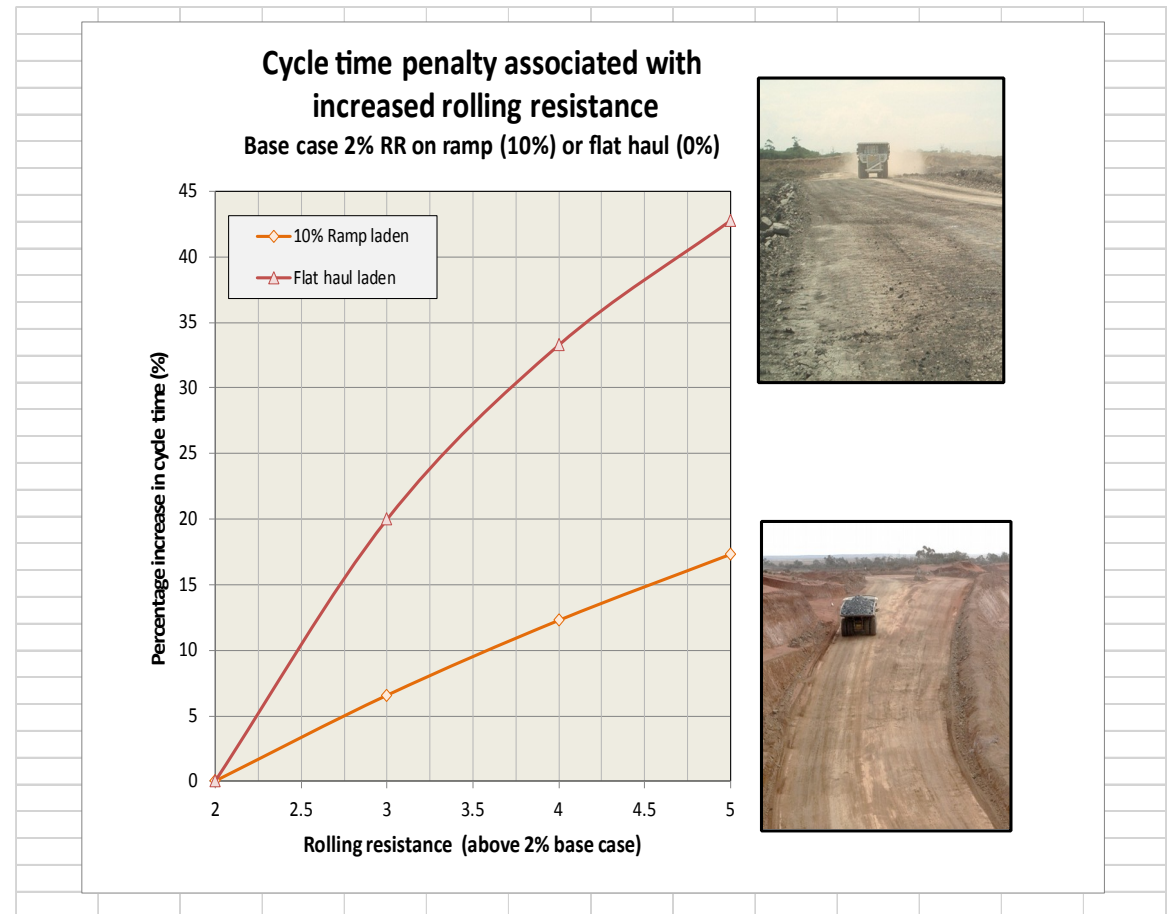 Cycle time penalty associated with
increased rolling resistance
Base case 2% RR on ramp (10%) or flat haul (0%)
Percentage increase in cycle time (%)
45
40
35
30
25
20
15
10
5
0
10% Ramp laden
Flat haul laden
2
2.5
3
3.5
4
4.5
5
Rolling resistance (above 2% base case)